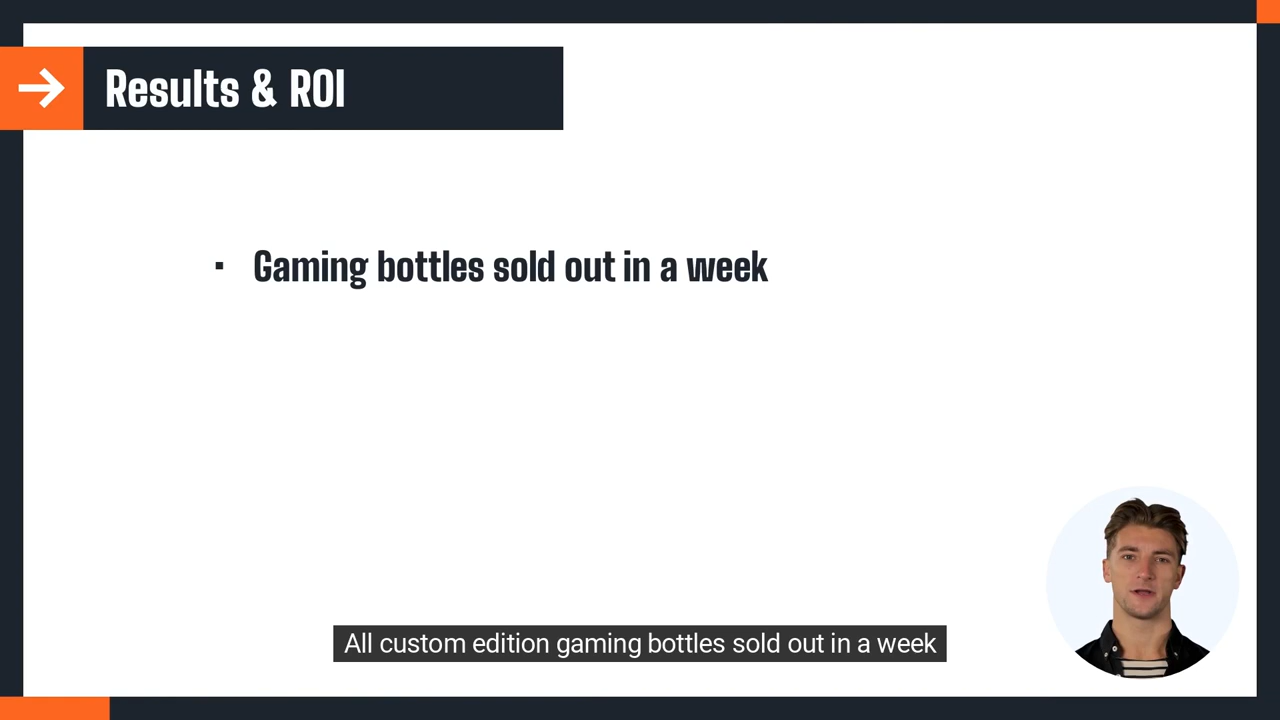 Results & ROI
▪ Gaming bottles sold out in a week
All custom edition gaming bottles sold out in a week